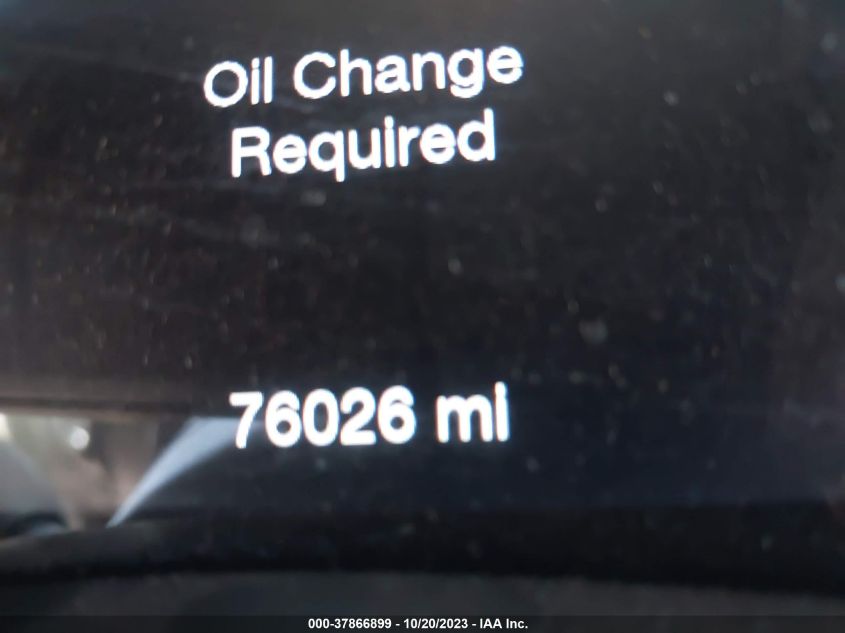 Oil Change
Required
76026 mi
000-37866899 - 10/20/2023 - IAA Inc.